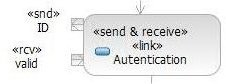 «snd»
ID
«rcv»
valid
«send & receive»
«link»
Autentication